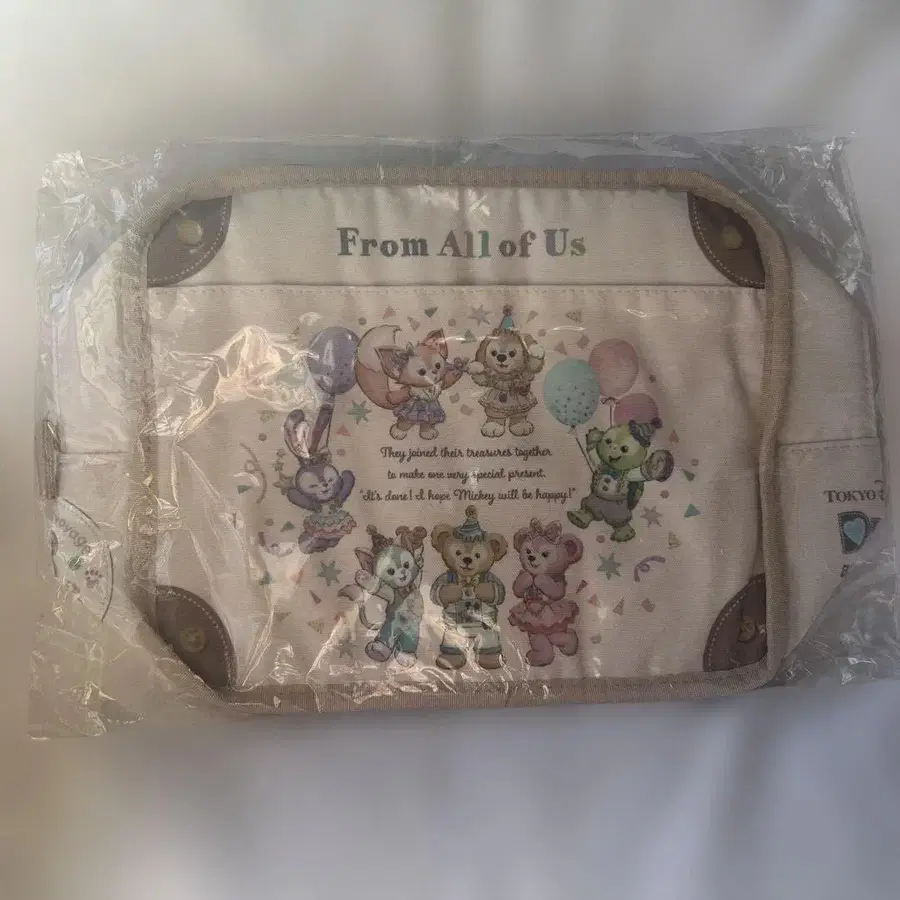 From All of Us
They joined their treasures together
to make one very special present.
"It's done! I hope Mickey will be happy!"
TOKYO